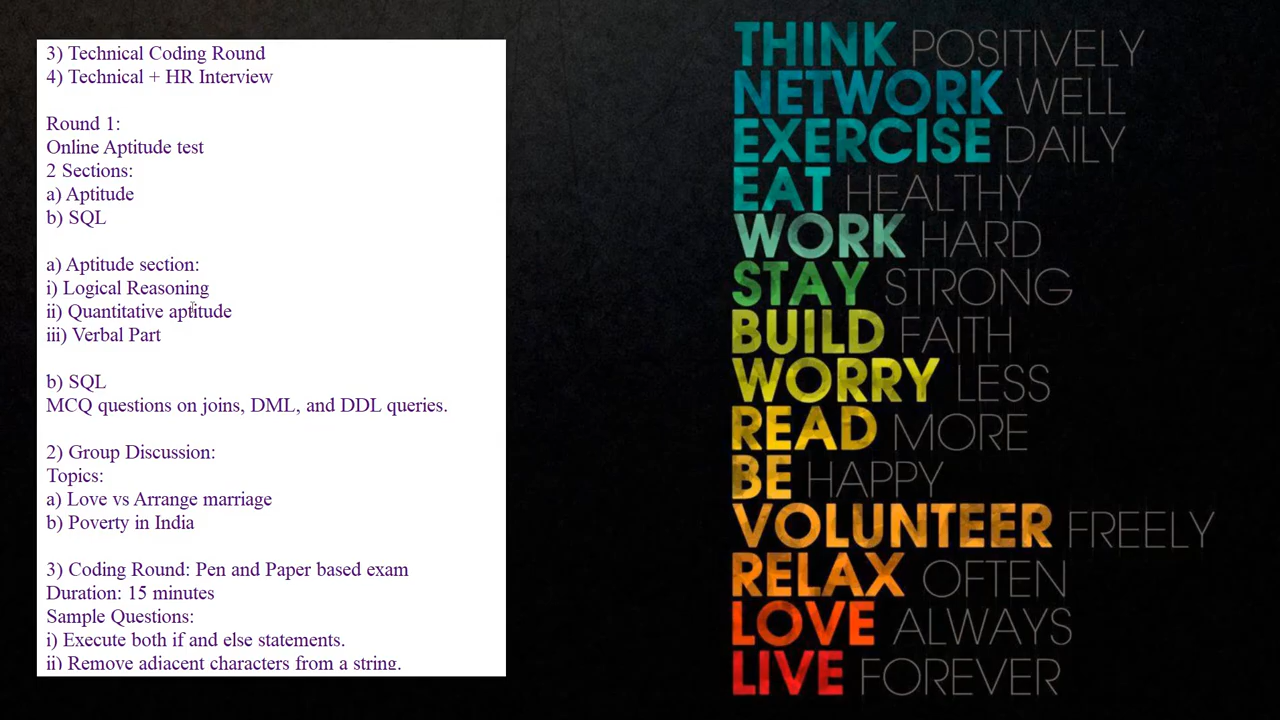 3) Technical Coding Round
4) Technical + HR Interview
Round 1:
Online Aptitude test
2 Sections:
a) Aptitude
b) SQL
a) Aptitude section:
i) Logical Reasoning
ii) Quantitative aptitude
iii) Verbal Part
b) SQL
MCQ questions on joins, DML, and DDL queries.
2) Group Discussion:
Topics:
a) Love vs Arrange marriage
b) Poverty in India
3) Coding Round: Pen and Paper based exam
Duration: 15 minutes
Sample Questions:
i) Execute both if and else statements.
ii) Remove adjacent characters from a string.
THINK POSITIVELY
NETWORK WELL
EXERCISE DAILY
EAT HEALTHY
WORK HARD
STAY STRONG
BUILD FAITH
WORRY LESS
READ MORE
BE HAPPY
VOLUNTEER FREELY
RELAX OFTEN
LOVE ALWAYS
LIVE FOREVER